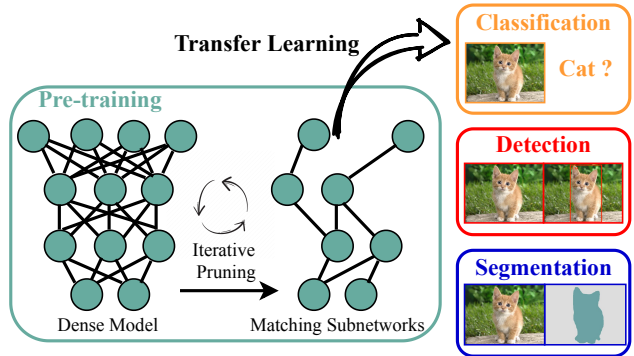 Transfer Learning
Classification
Cat ?
Pre-training
Detection
Iterative
Pruning
Segmentation
Dense Model
Matching Subnetworks